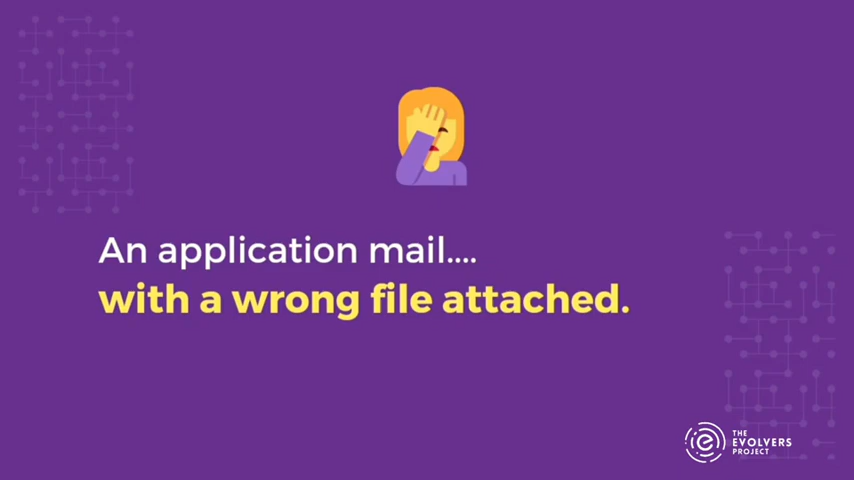 An application mail....
with a wrong file attached.
THE
EVOLVERS
PROJECT